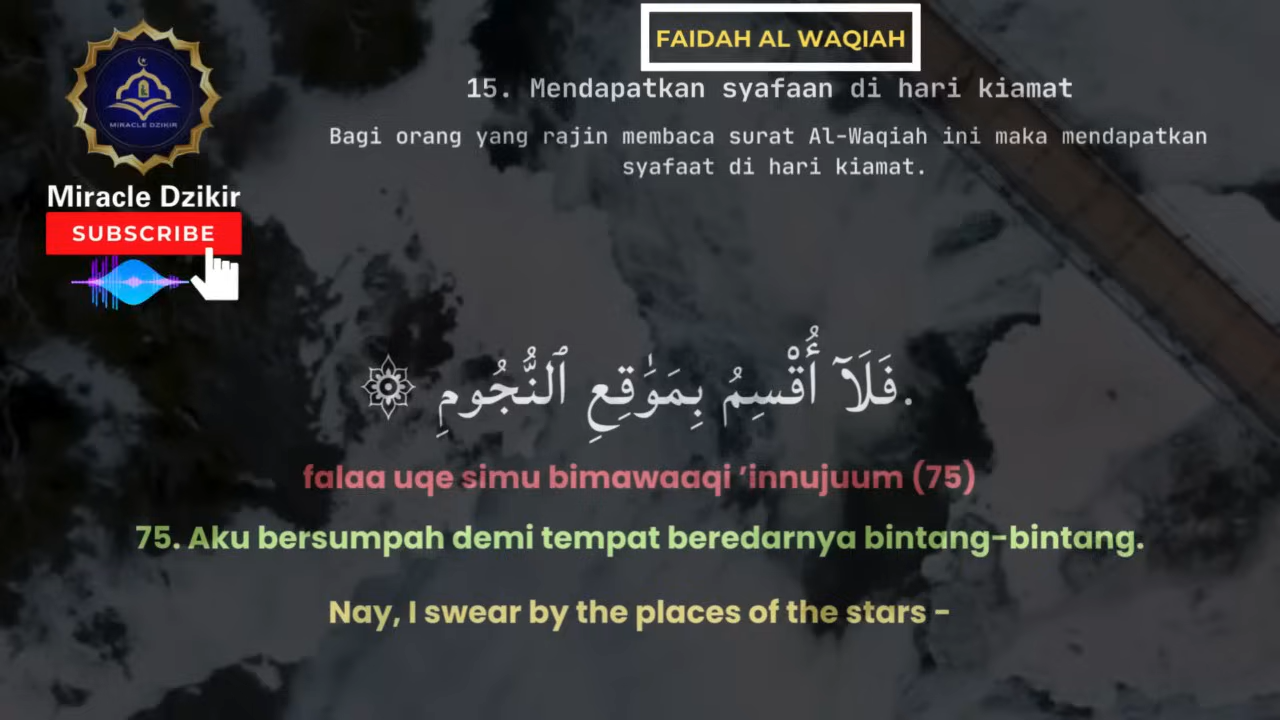 FAIDAH AL WAQIAH
15. Mendapatkan syafaan di hari kiamat
Bagi orang yang rajin membaca surat Al-Waqiah ini maka mendapatkan
syafaat di hari kiamat.
MIRACLE DZIKIR
Miracle Dzikir
SUBSCRIBE
.فَلَآ أُقْسِمُ بِمَوَٰقِعِ ٱلنُّجُومِ ۞
falaa uqe simu bimawaaqi ’innujuum (75)
75. Aku bersumpah demi tempat beredarnya bintang-bintang.
Nay, I swear by the places of the stars -